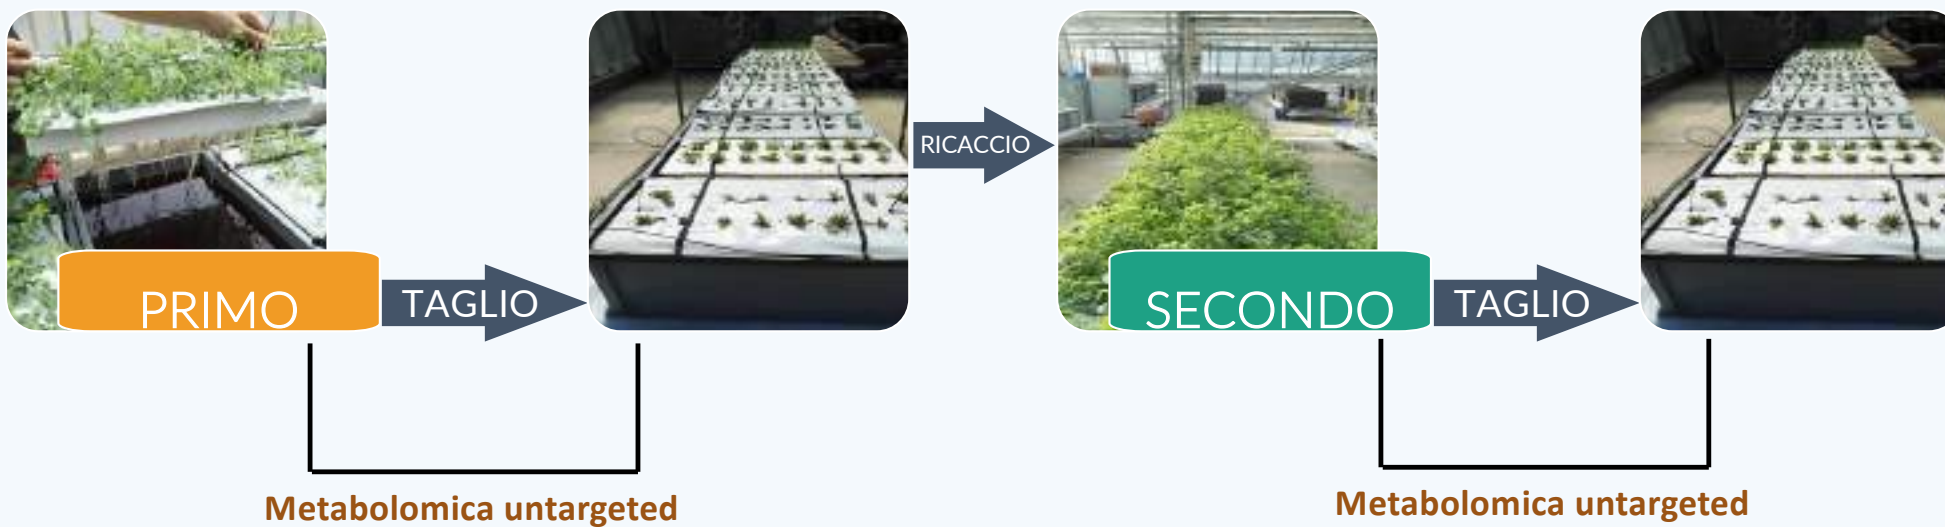 RICACCIO
PRIMO
TAGLIO
SECONDO
TAGLIO
Metabolomica untargeted
Metabolomica untargeted